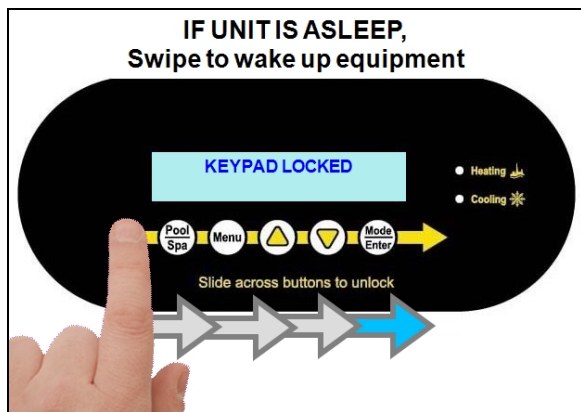 IF UNIT IS ASLEEP,
Swipe to wake up equipment
KEYPAD LOCKED
Heating
Cooling
Pool
Spa
Menu
Mode
Enter
Slide across buttons to unlock